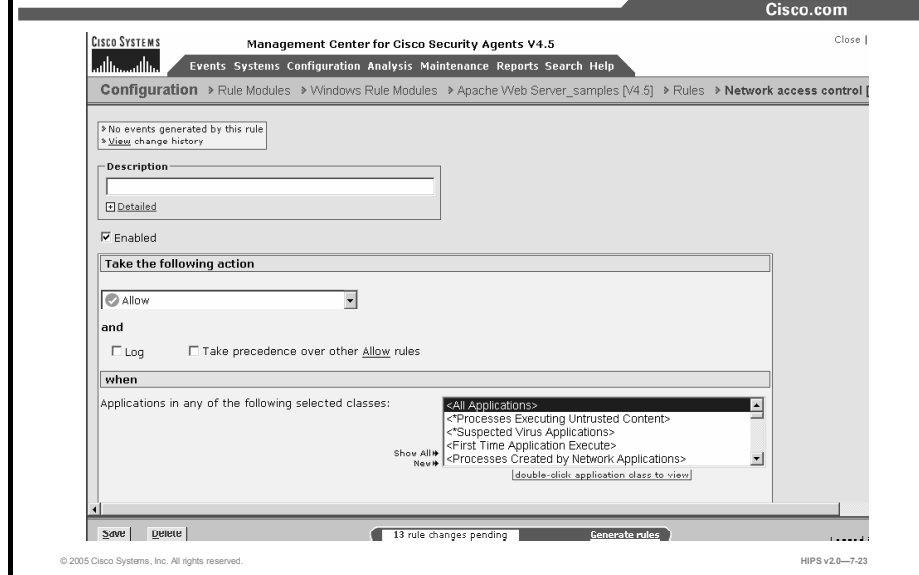 Cisco.com
CISCO SYSTEMS
Management Center for Cisco Security Agents V4.5
Close |
Events Systems Configuration Analysis Maintenance Reports Search Help
Configuration > Rule Modules > Windows Rule Modules > Apache Web Server_samples [V4.5] > Rules > Network access control [
> No events generated by this rule
> View change history
Description
Detailed
Enabled
Take the following action
Allow
and
Log
Take precedence over other Allow rules
when
Applications in any of the following selected classes:
<All Applications>
<*Processes Executing Untrusted Content>
<*Suspected Virus Applications>
<First Time Application Execute>
<Processes Created by Network Applications>
Show All
New
double-click application class to view
Save
Delete
13 rule changes pending
Generate rules
© 2005 Cisco Systems, Inc. All rights reserved.
HIPS v2.0—7-23